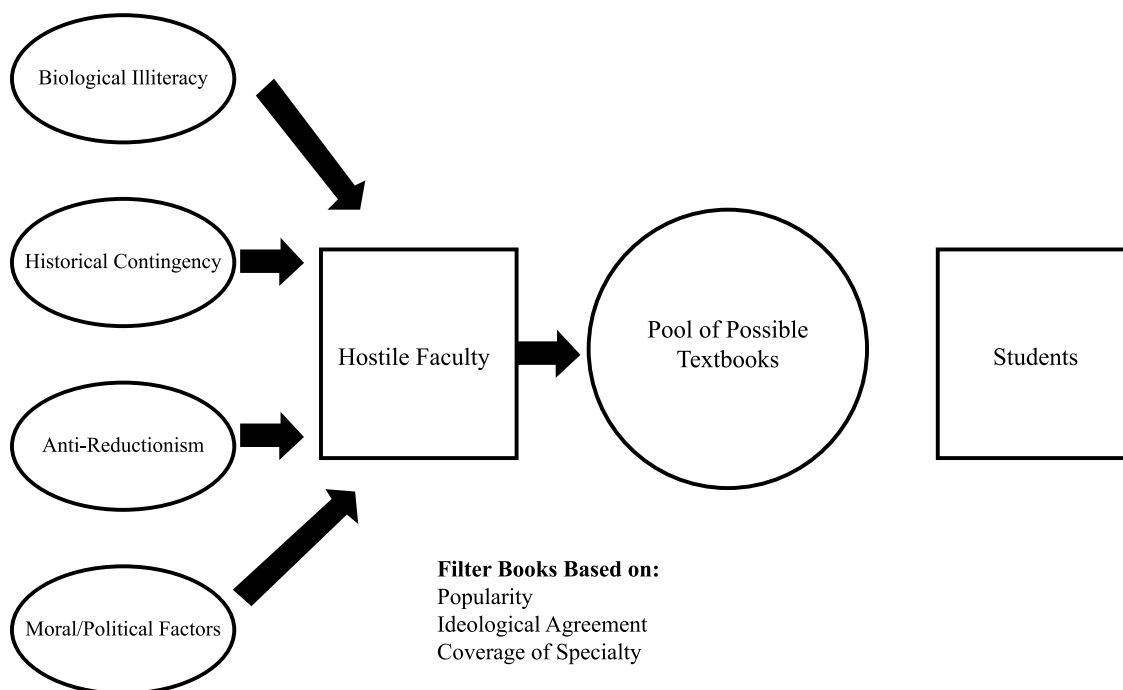 Biological Illiteracy
Historical Contingency
Anti-Reductionism
Moral/Political Factors
Hostile Faculty
Pool of Possible
Textbooks
Students
Filter Books Based on:
Popularity
Ideological Agreement
Coverage of Specialty